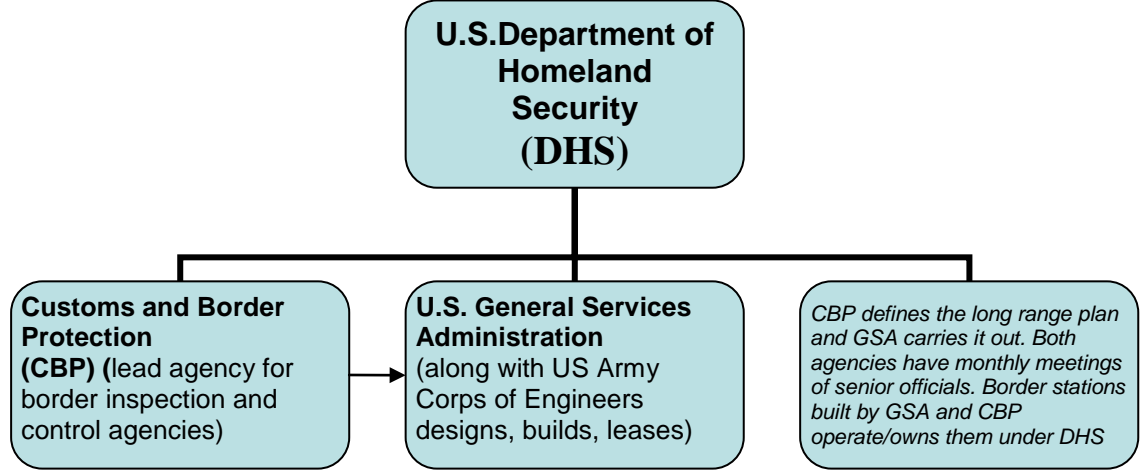 U.S.Department of
Homeland
Security
(DHS)
Customs and Border
Protection
(CBP) (lead agency for
border inspection and
control agencies)
U.S. General Services
Administration
(along with US Army
Corps of Engineers
designs, builds, leases)
CBP defines the long range plan
and GSA carries it out. Both
agencies have monthly meetings
of senior officials. Border stations
built by GSA and CBP
operate/owns them under DHS